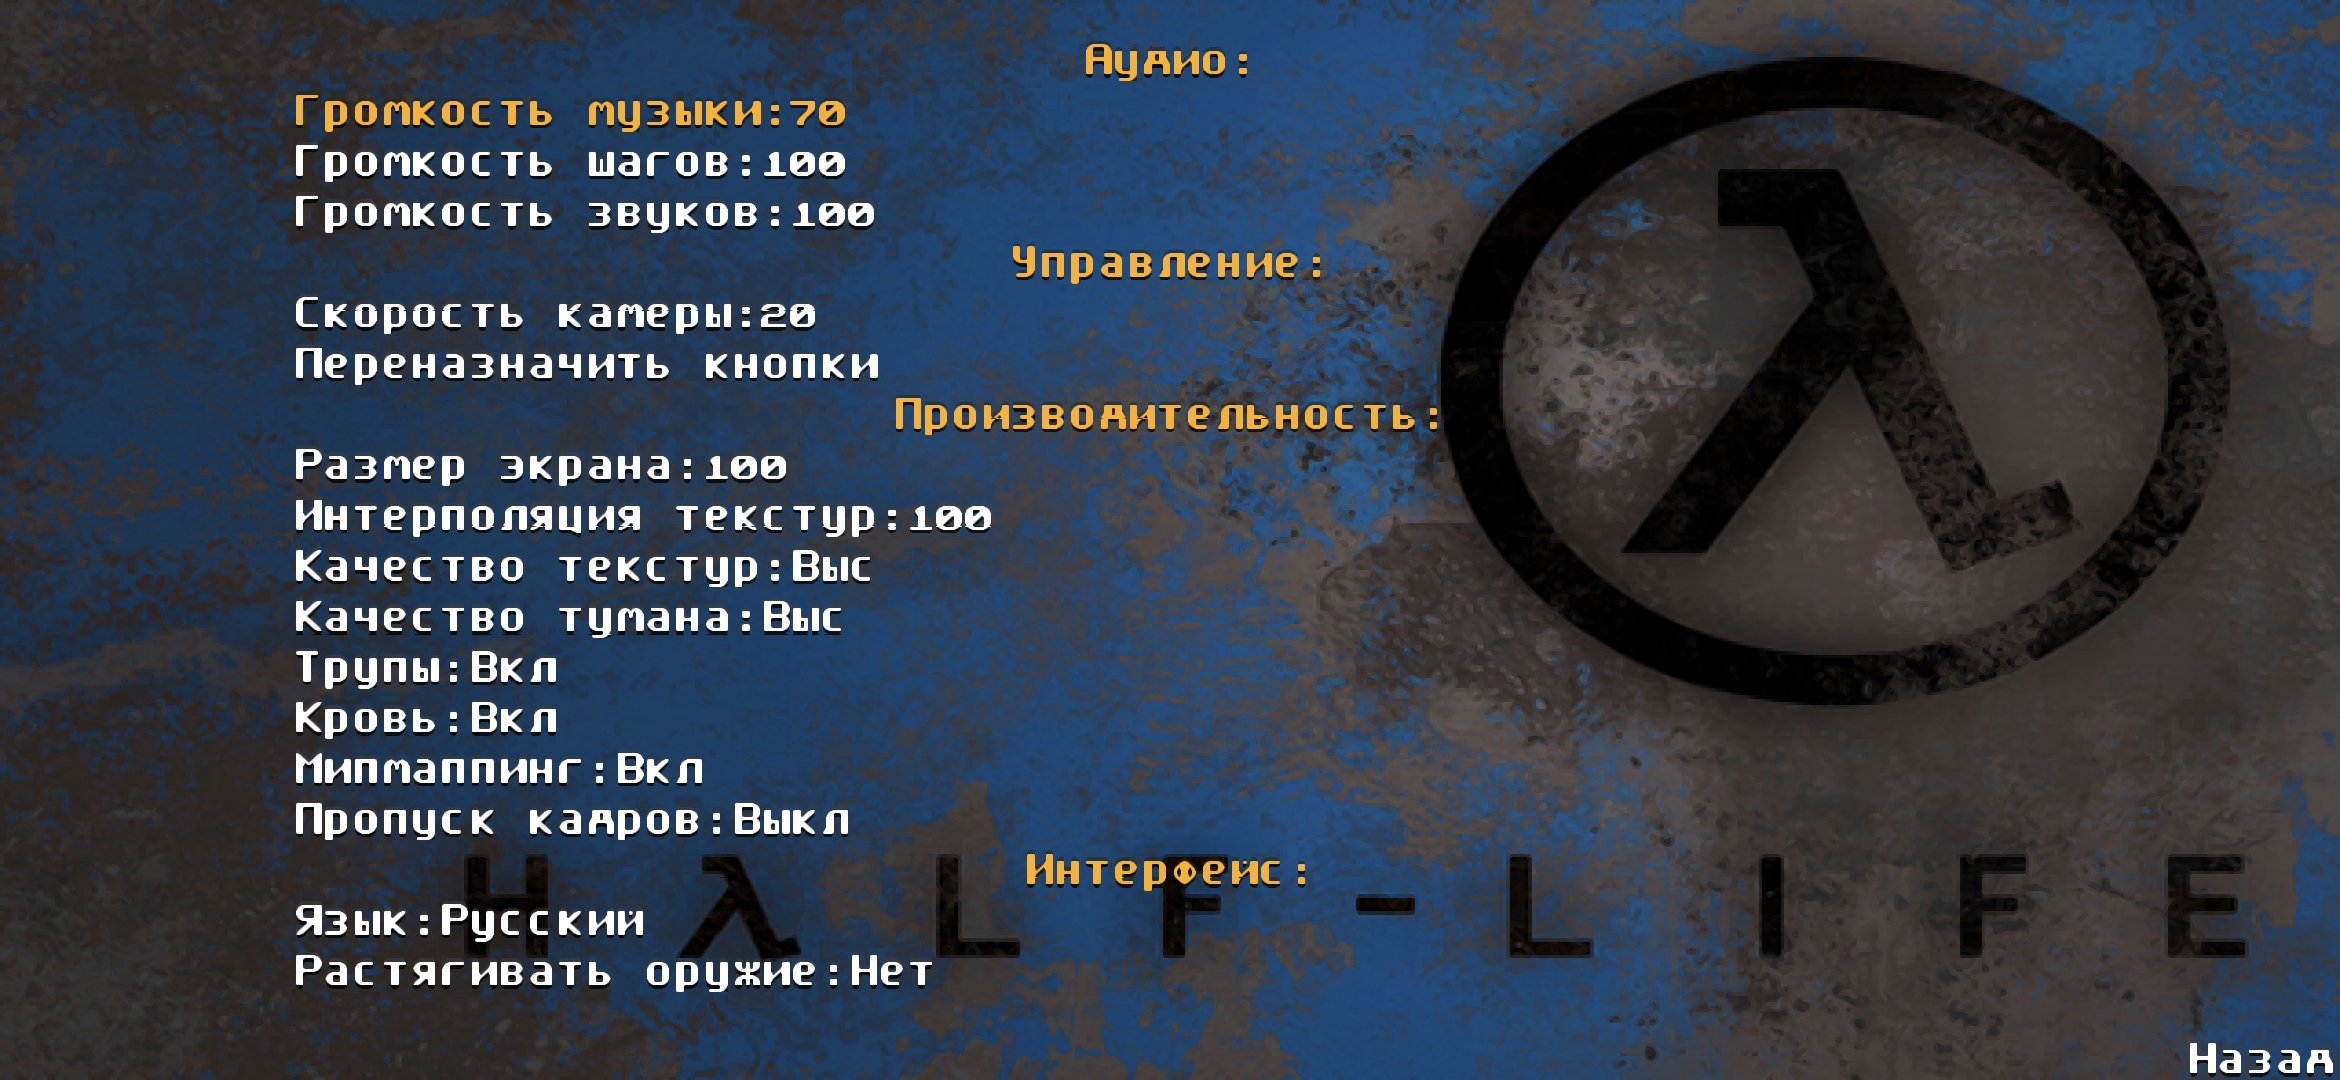 Аудио:
Громкость музыки:70
Громкость шагов:100
Громкость звуков:100
Управление:
Скорость камеры:20
Переназначить кнопки
Производительность:
Размер экрана:100
Интерполяция текстур:100
Качество текстур:Выс
Качество тумана:Выс
Трупы:Вкл
Кровь:Вкл
Мипмаппинг:Вкл
Пропуск кадров:Выкл
Интерфейс:
HλLF-LIFE
Язык:Русский
Растягивать оружие:Нет
Назад